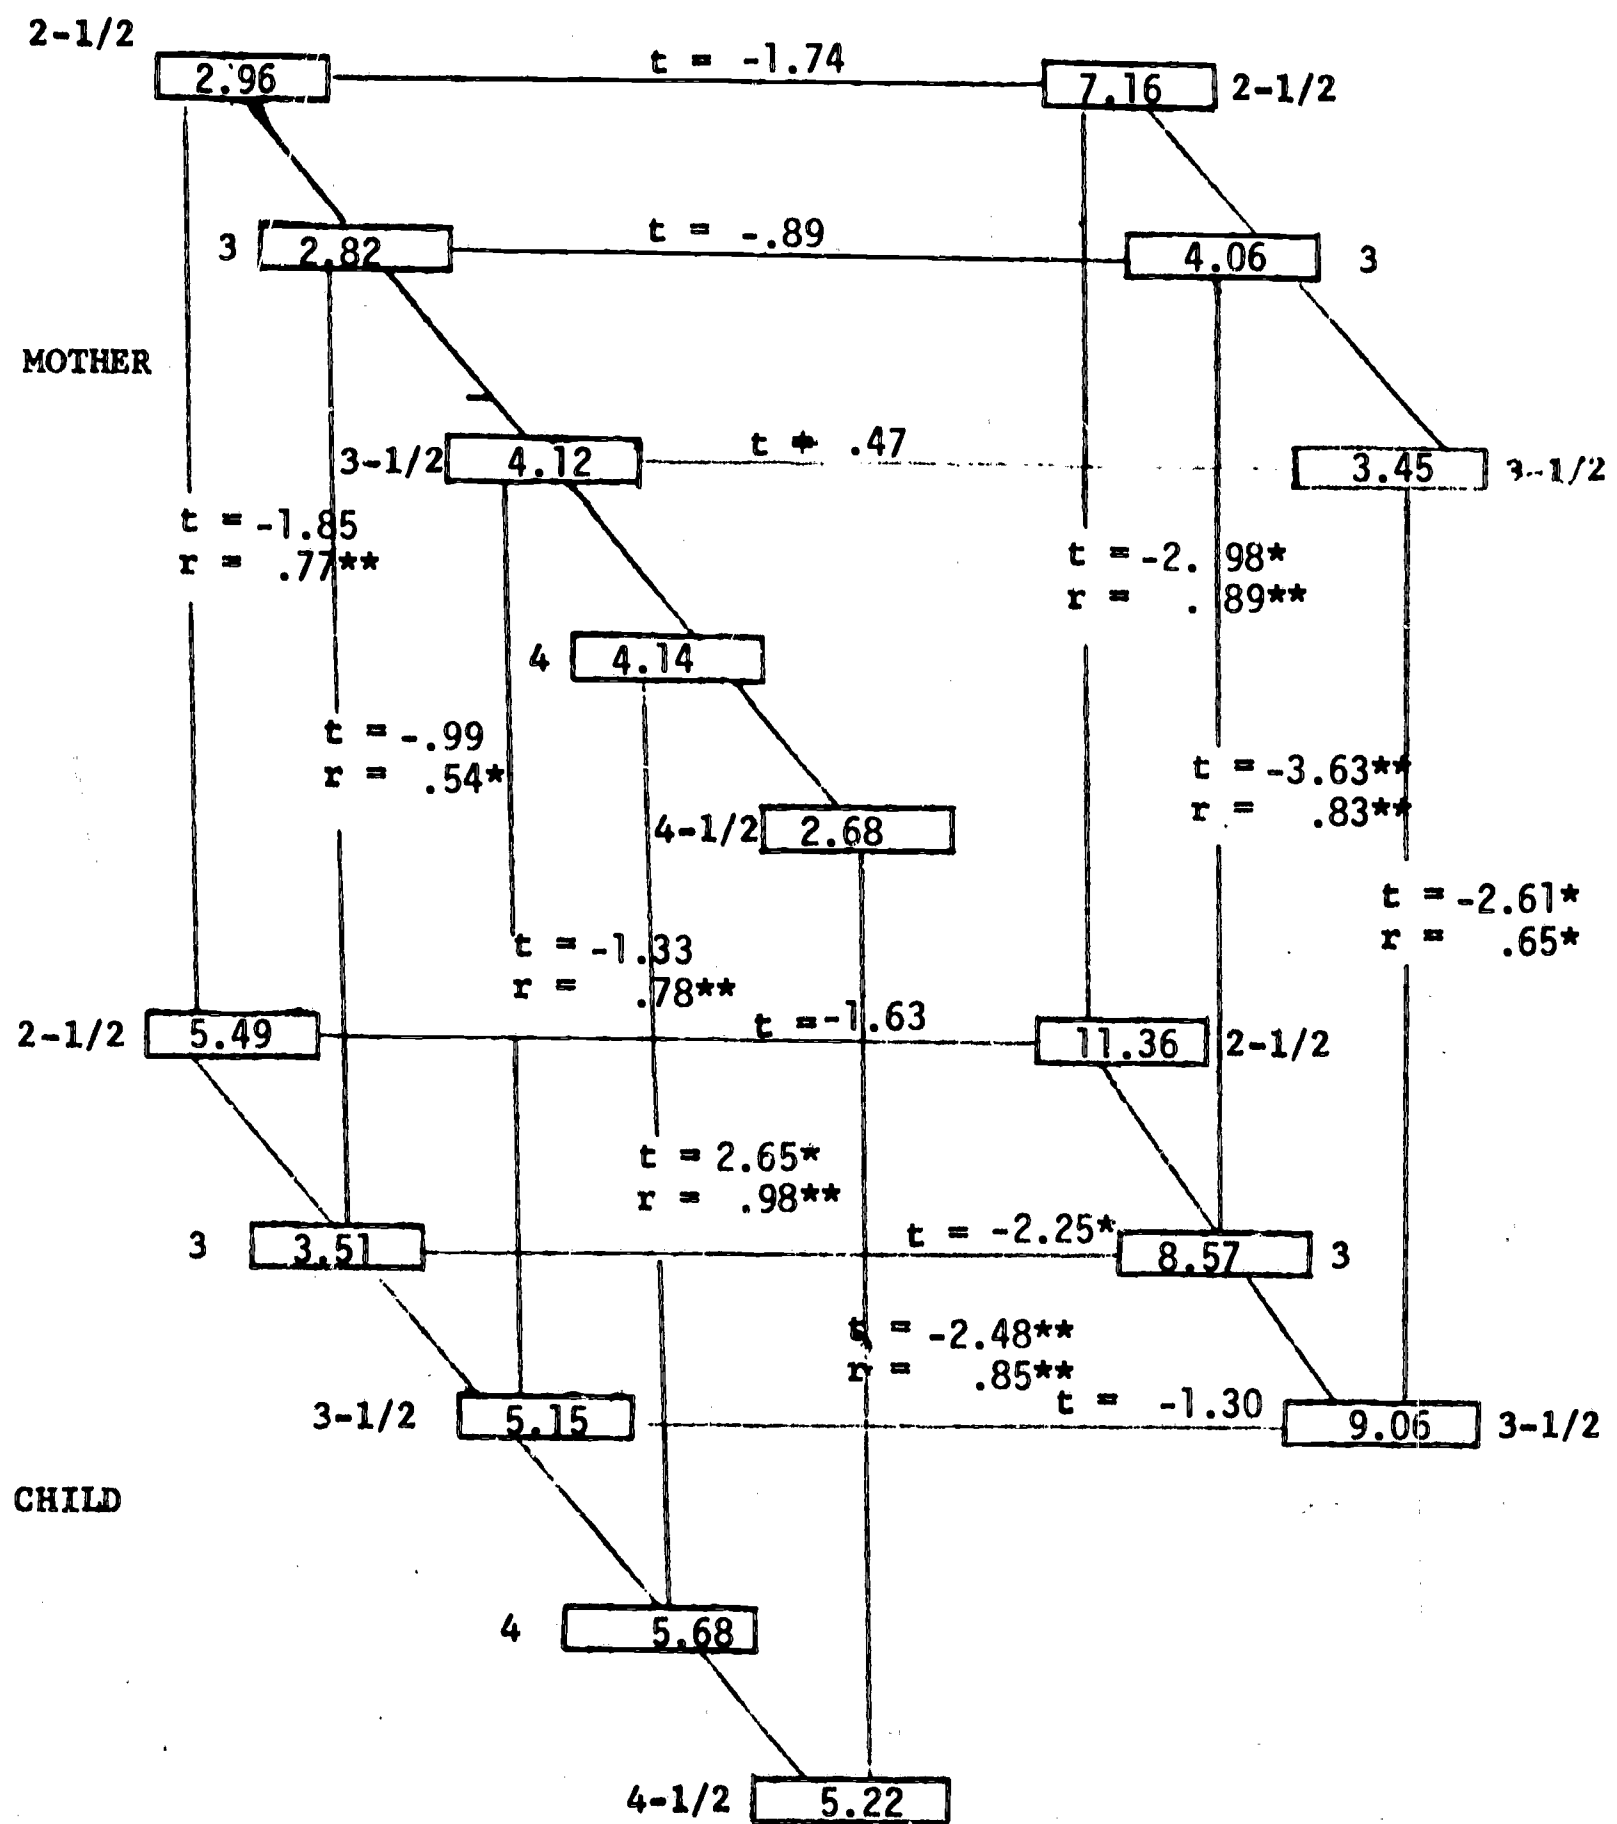 2-1/2
2.96 t = -1.74 7.16 2-1/2
3 2.82 t = -.89 4.06 3
MOTHER
3-1/2 4.12 t = .47 3.45 3-1/2
t = -1.85
r = .77**
t = -2.98*
r = .89**
4 4.14
t = -.99
r = .54*
t = -3.63**
r = .83**
4-1/2 2.68
t = -2.61*
r = .65*
t = -1.33
r = .78**
2-1/2 5.49 t = -1.63 11.36 2-1/2
t = 2.65*
r = .98**
3 3.51 t = -2.25* 8.57 3
t = -2.48**
r = .85**
3-1/2 5.15 t = -1.30 9.06 3-1/2
CHILD
4 5.68
4-1/2 5.22